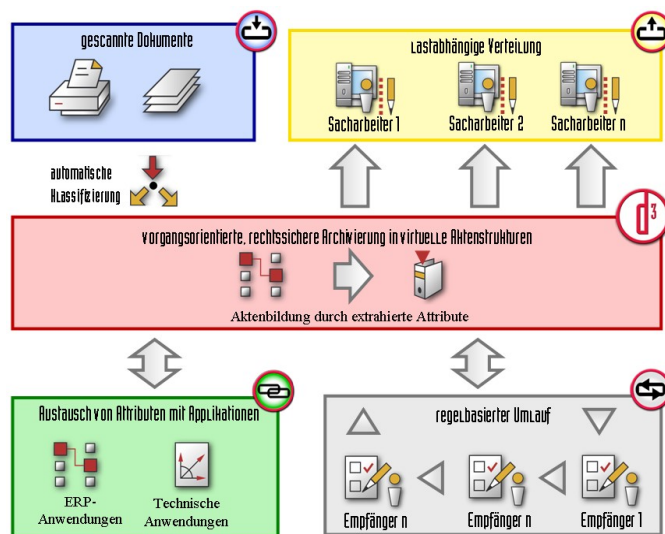 gescannte Dokumente
Lastabhängige Verteilung
Sacharbeiter 1
Sacharbeiter 2
Sacharbeiter n
automatische
Klassifizierung
d3
vorgangsorientierte, rechtssichere Archivierung in virtuelle Aktenstrukturen
Aktenbildung durch extrahierte Attribute
Austausch von Attributen mit Applikationen
ERP-
Anwendungen
Technische
Anwendungen
regelbasierter Umlauf
Empfänger n
Empfänger n
Empfänger 1